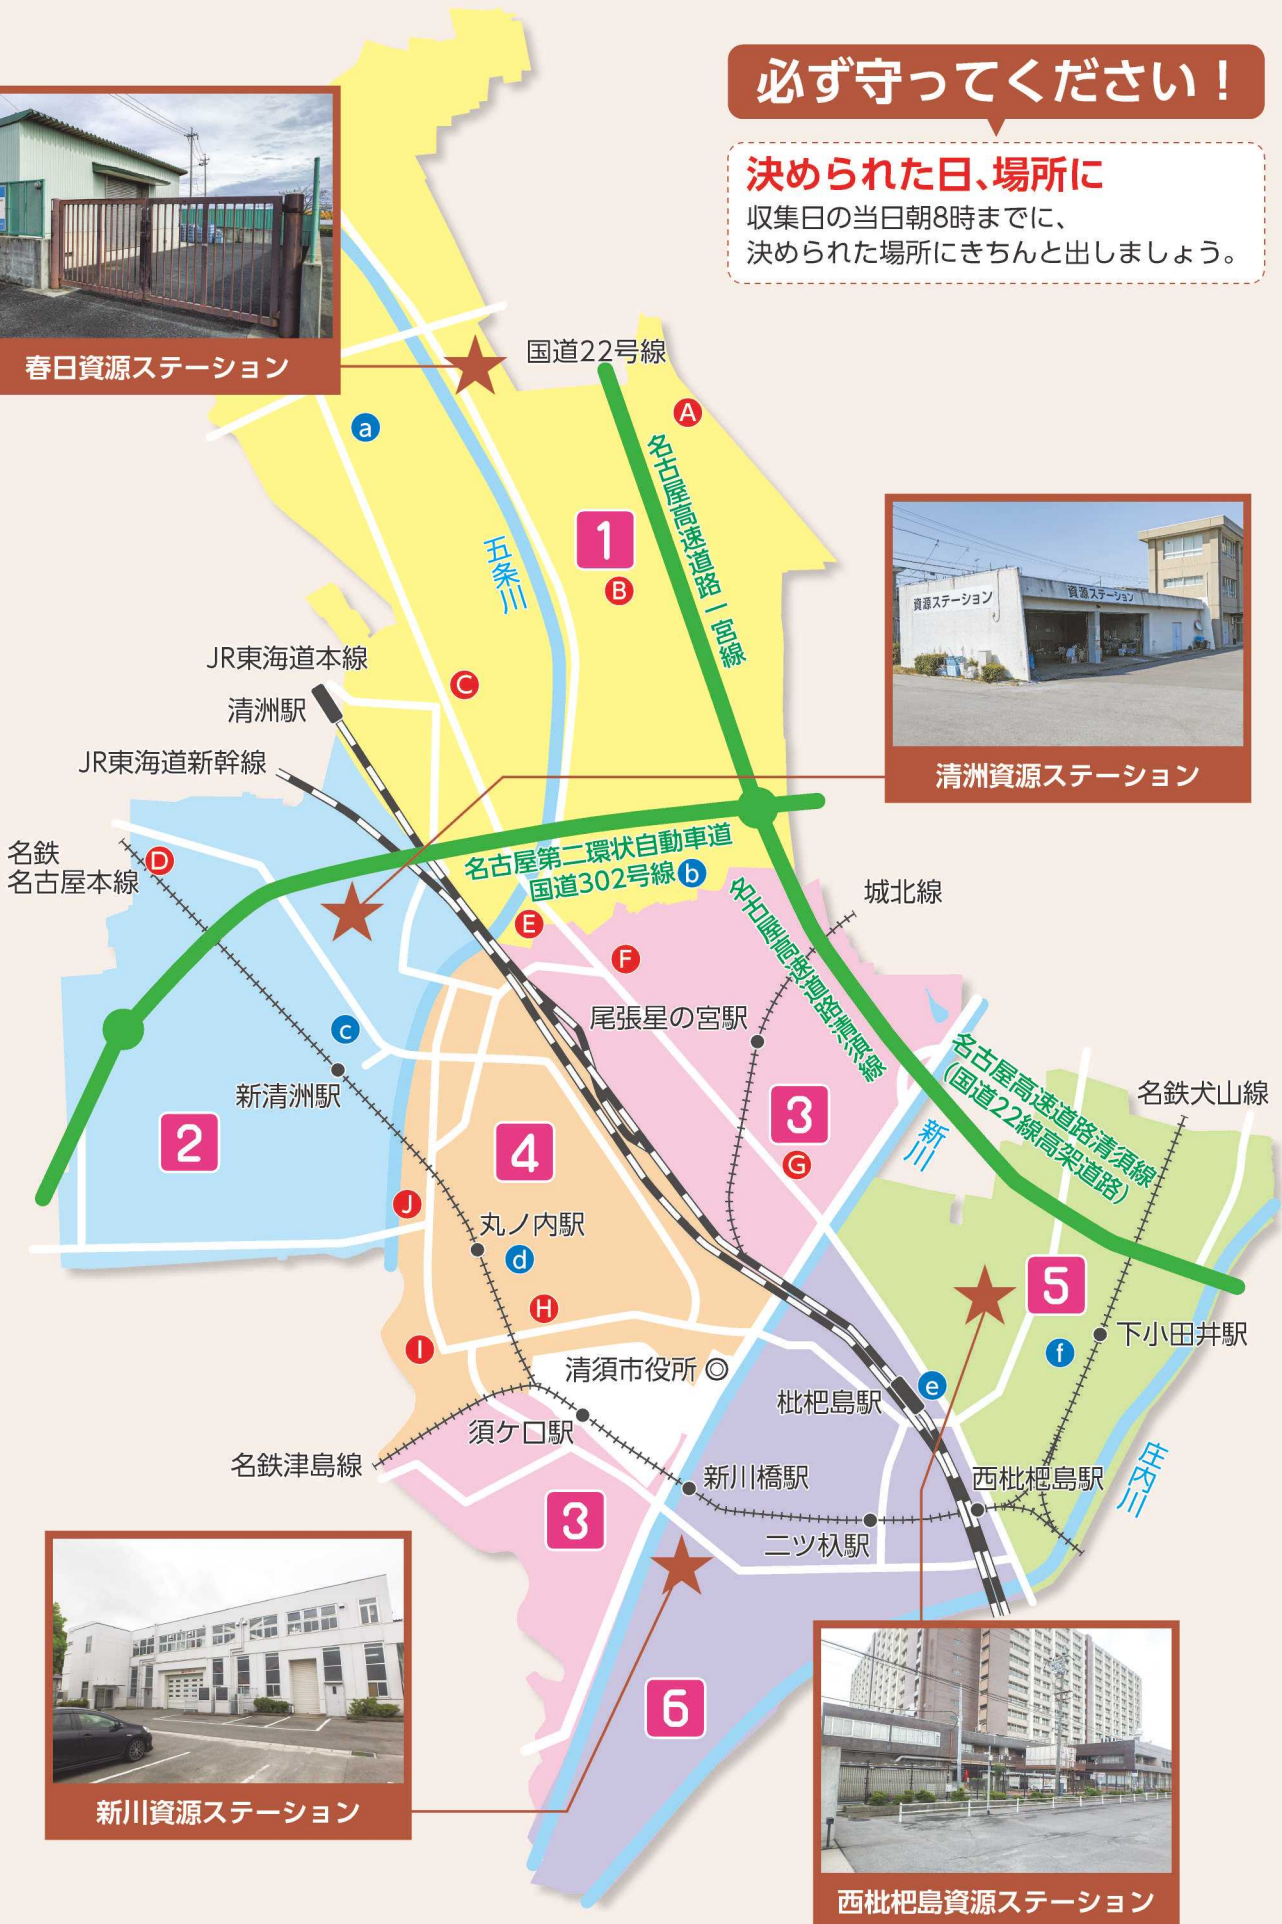 必ず守ってください！
決められた日、場所に
収集日の当日朝8時までに、
決められた場所にきちんと出しましょう。
春日資源ステーション
国道22号線
A
a
名古屋高速道路一宮線
1
B
五条川
資源ステーション
資源ステーション
清洲資源ステーション
JR東海道本線
清洲駅
C
JR東海道新幹線
名鉄
名古屋本線
D
名古屋第二環状自動車道
国道302号線
b
E
F
名古屋高速道路清須線
城北線
尾張星の宮駅
c
新清洲駅
名古屋高速道路清須線
(国道22線高架道路)
名鉄犬山線
新川
2
4
3
G
J
丸ノ内駅
d
H
I
5
f
下小田井駅
清須市役所 ◎
枇杷島駅
e
須ケ口駅
名鉄津島線
新川橋駅
西枇杷島駅
庄内川
3
二ツ杁駅
6
新川資源ステーション
西枇杷島資源ステーション